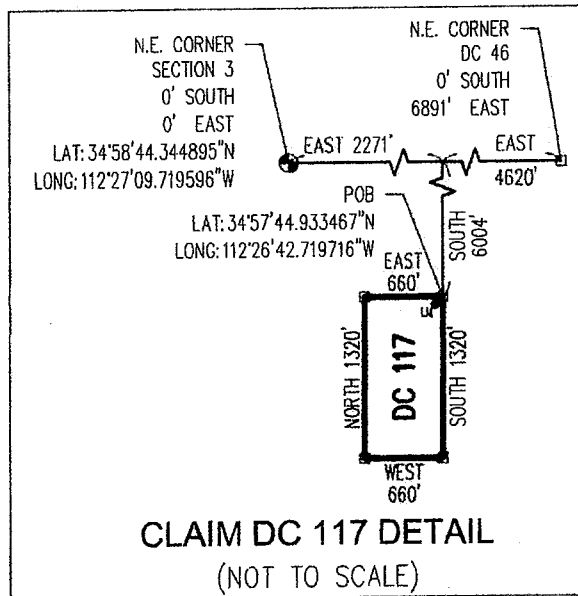 N.E. CORNER
SECTION 3
0' SOUTH
0' EAST
LAT: 34°58'44.344895"N
LONG: 112°27'09.719596"W
N.E. CORNER
DC 46
0' SOUTH
6891' EAST
EAST 2271'
EAST
4620'
POB
LAT: 34°57'44.933467"N
LONG: 112°26'42.719716"W
SOUTH
6004'
EAST
660'
NORTH 1320'
DC 117
SOUTH 1320'
WEST
660'
CLAIM DC 117 DETAIL
(NOT TO SCALE)